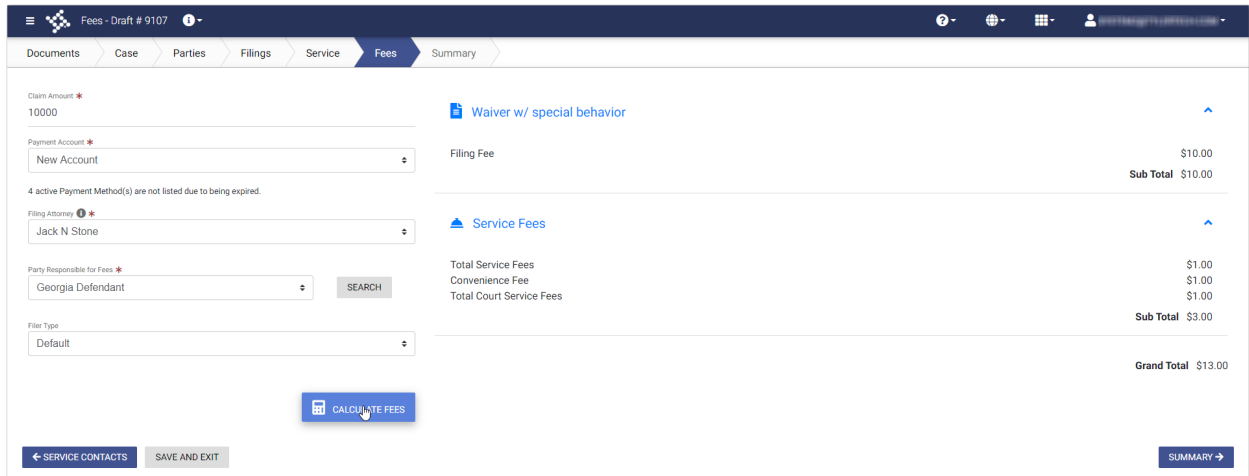 Fees - Draft # 9107
Documents Case Parties Filings Service Fees Summary
Claim Amount *
10000
Payment Account *
New Account
4 active Payment Method(s) are not listed due to being expired.
Filing Attorney *
Jack N Stone
Party Responsible for Fees *
Georgia Defendant
SEARCH
Filer Type
Default
CALCULATE FEES
Waiver w/ special behavior
Filing Fee $10.00
Sub Total $10.00
Service Fees
Total Service Fees $1.00
Convenience Fee $1.00
Total Court Service Fees $1.00
Sub Total $3.00
Grand Total $13.00
SERVICE CONTACTS SAVE AND EXIT SUMMARY